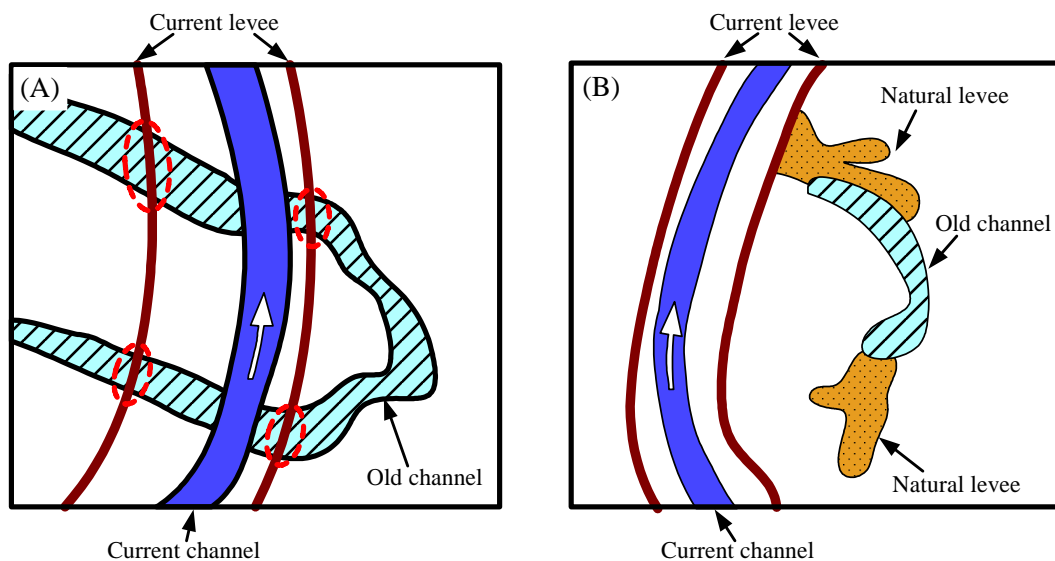 Current levee
(A)
Old channel
Current channel
Current levee
(B)
Natural levee
Old channel
Natural levee
Current channel